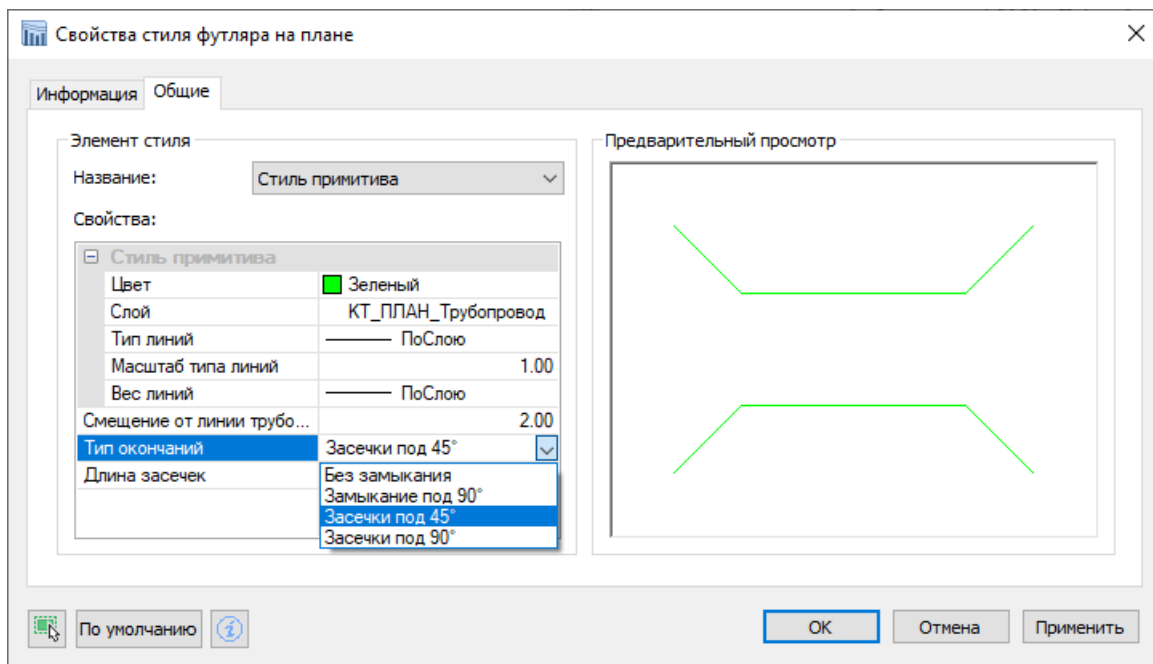 Свойства стиля футляра на плане
Информация
Общие
Элемент стиля
Название:
Стиль примитива
Свойства:
Стиль примитива
Цвет Зеленый
Слой КТ_ПЛАН_Трубопровод
Тип линий ПоСлою
Масштаб типа линий 1.00
Вес линий ПоСлою
Смещение от линии трубо... 2.00
Тип окончаний Засечки под 45°
Длина засечек
Без замыкания
Замыкание под 90°
Засечки под 45°
Засечки под 90°
Предварительный просмотр
По умолчанию
ОК
Отмена
Применить